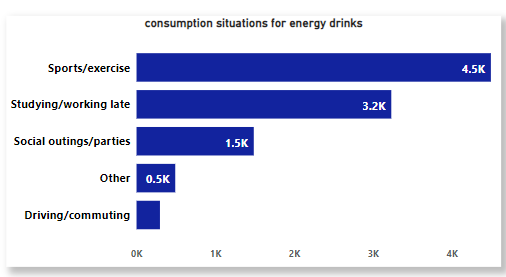 consumption situations for energy drinks
Sports/exercise 4.5K
Studying/working late 3.2K
Social outings/parties 1.5K
Other 0.5K
Driving/commuting
0K 1K 2K 3K 4K